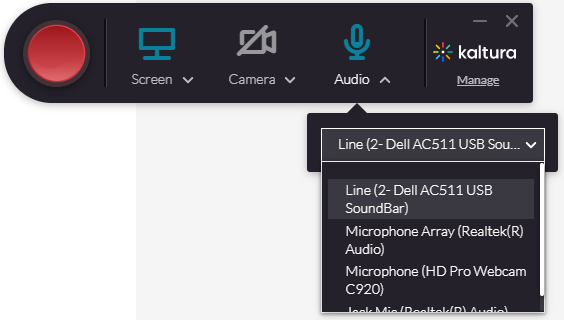 Screen
Camera
Audio
kaltura
Manage
Line (2- Dell AC511 USB Sou...
Line (2- Dell AC511 USB
SoundBar)
Microphone Array (Realtek(R)
Audio)
Microphone (HD Pro Webcam
C920)
Jack Mic (Realtek(R) Audio)